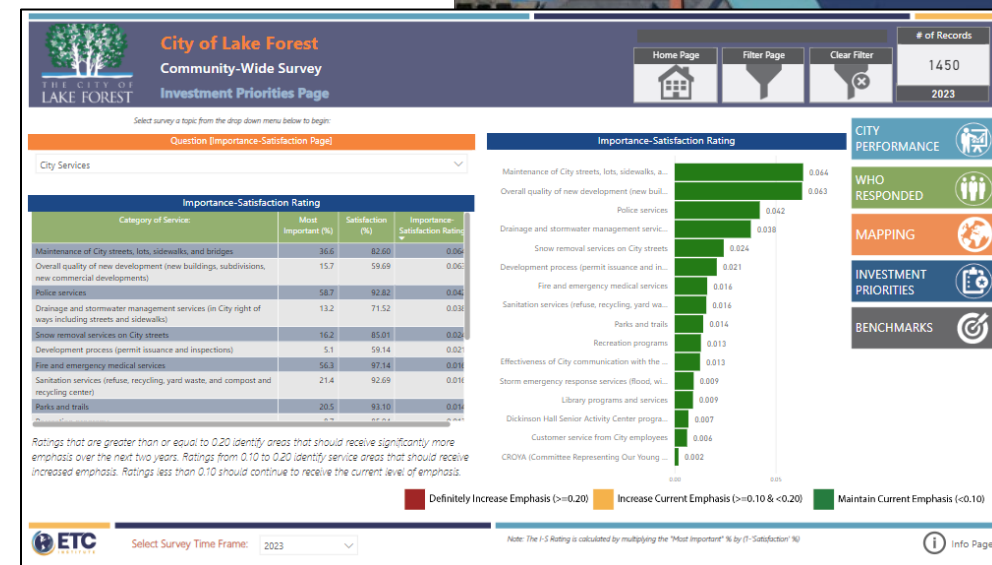 City of Lake Forest
Community-Wide Survey
Investment Priorities Page
THE CITY OF
LAKE FOREST
Home Page
Filter Page
Clear Filter
# of Records
1450
2023
Select survey a topic from the drop down menu below to begin:
Question [Importance-Satisfaction Page]
City Services
Importance-Satisfaction Rating
Category of Service: Most Important (%) Satisfaction (%) Importance-Satisfaction Rating
Maintenance of City streets, lots, sidewalks, and bridges 36.6 82.60 0.064
Overall quality of new development (new buildings, subdivisions, 15.7 59.69 0.063
new commercial developments)
Police services 58.7 92.82 0.042
Drainage and stormwater management services (in City right of 13.2 71.52 0.038
ways including streets and sidewalks)
Snow removal services on City streets 16.2 85.01 0.024
Development process (permit issuance and inspections) 5.1 59.14 0.021
Fire and emergency medical services 56.3 97.14 0.016
Sanitation services (refuse, recycling, yard waste, and compost and 21.4 92.69 0.016
recycling center)
Parks and trails 20.5 93.10 0.014
Ratings that are greater than or equal to 0.20 identify areas that should receive significantly more
emphasis over the next two years. Ratings from 0.10 to 0.20 identify service areas that should receive
increased emphasis. Ratings less than 0.10 should continue to receive the current level of emphasis.
Importance-Satisfaction Rating
Maintenance of City streets, lots, sidewalks, a... 0.064
Overall quality of new development (new buil... 0.063
Police services 0.042
Drainage and stormwater management servic... 0.038
Snow removal services on City streets 0.024
Development process (permit issuance and in... 0.021
Fire and emergency medical services 0.016
Sanitation services (refuse, recycling, yard wa... 0.016
Parks and trails 0.014
Recreation programs 0.013
Effectiveness of City communication with the ... 0.013
Storm emergency response services (flood, wi... 0.009
Library programs and services 0.009
Dickinson Hall Senior Activity Center progra... 0.007
Customer service from City employees 0.006
CROYA (Committee Representing Our Young ... 0.002
0.00 0.05
CITY
PERFORMANCE
WHO
RESPONDED
MAPPING
INVESTMENT
PRIORITIES
BENCHMARKS
Definitely Increase Emphasis (>=0.20) Increase Current Emphasis (>=0.10 & <0.20) Maintain Current Emphasis (<0.10)
ETC
INSTITUTE
Select Survey Time Frame: 2023
Note: The I-S Rating is calculated by multiplying the "Most Important" % by (1-'Satisfaction' %)
Info Page